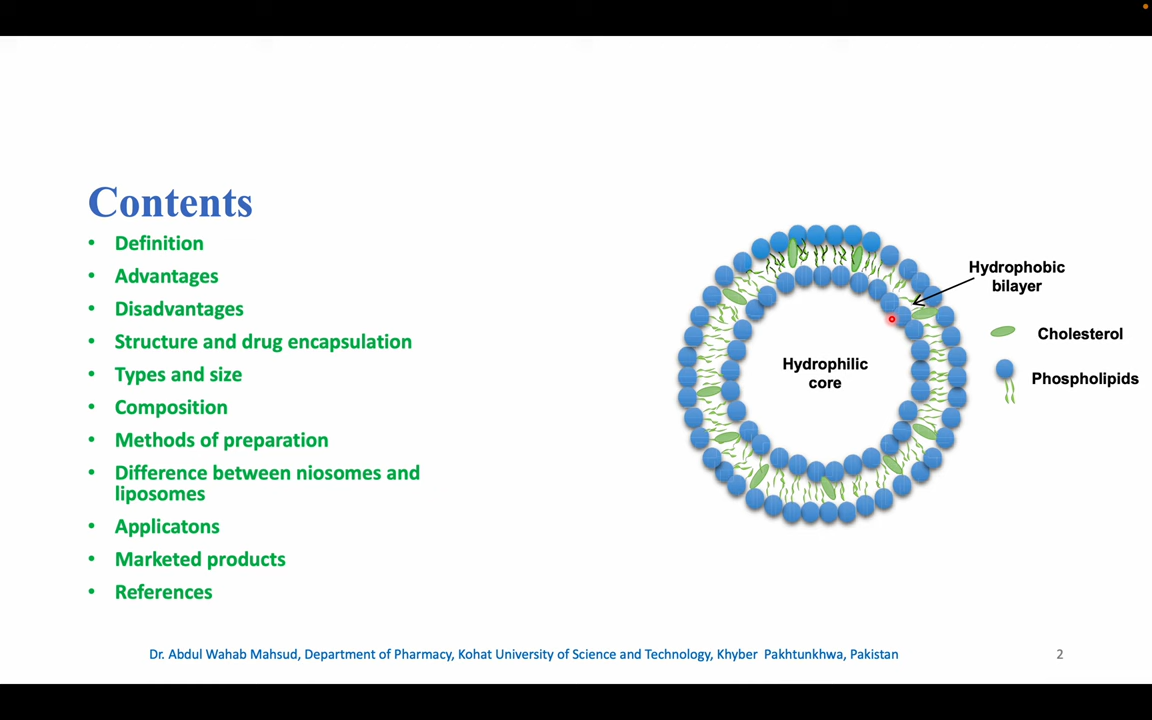 Contents
• Definition
• Advantages
• Disadvantages
• Structure and drug encapsulation
• Types and size
• Composition
• Methods of preparation
• Difference between niosomes and
liposomes
• Applicatons
• Marketed products
• References
Hydrophobic
bilayer
Cholesterol
Phospholipids
Hydrophilic
core
Dr. Abdul Wahab Mahsud, Department of Pharmacy, Kohat University of Science and Technology, Khyber Pakhtunkhwa, Pakistan
2